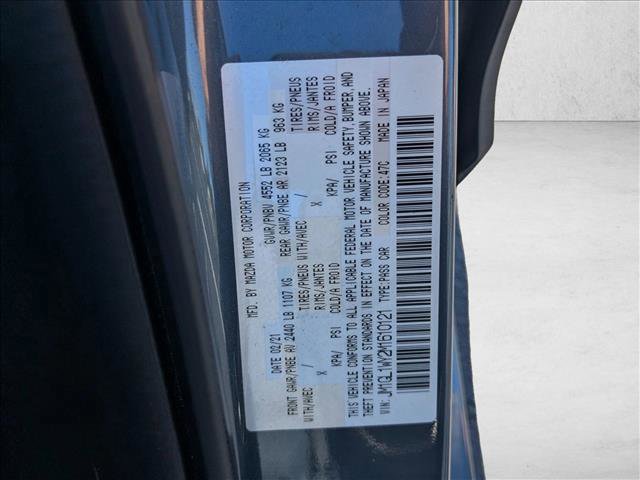 MFD. BY MAZDA MOTOR CORPORATION
DATE 02/21 GVWR/PNBV 4552 LB 2065 KG
FRONT GAWR/PNBE AV 2440 LB 1107 KG REAR GAWR/PNBE AR 2123 LB 963 KG
WITH/AVEC / TIRES/PNEUS WITH/AVEC / TIRES/PNEUS
X RIMS/JANTES X RIMS/JANTES
KPA/ PSI COLD/A FROID KPA/ PSI COLD/A FROID
THIS VEHICLE CONFORMS TO ALL APPLICABLE FEDERAL MOTOR VEHICLE SAFETY, BUMPER, AND
THEFT PREVENTION STANDARDS IN EFFECT ON THE DATE OF MANUFACTURE SHOWN ABOVE.
VIN: JM1GL1WY2M1610121 TYPE:PASS CAR COLOR CODE:47C MADE IN JAPAN